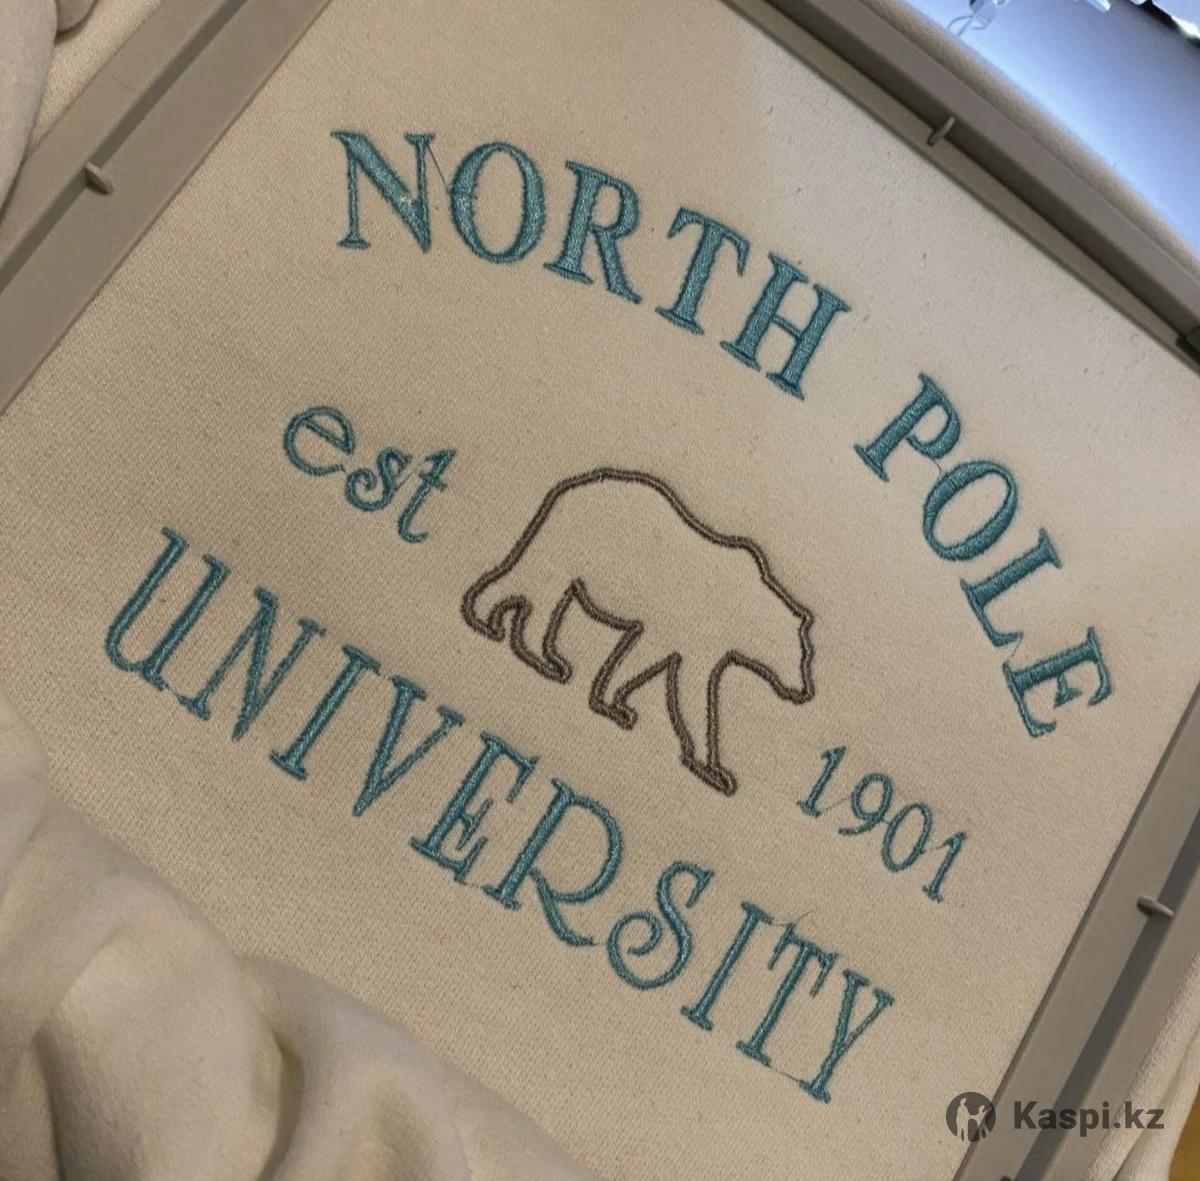 NORTH POLE
est 1901
UNIVERSITY
Kaspi.kz